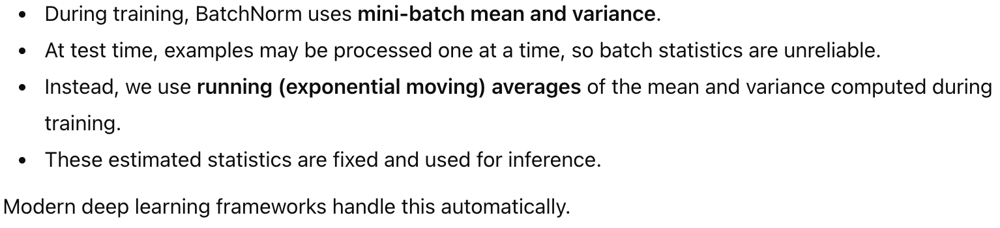 • During training, BatchNorm uses mini-batch mean and variance.
• At test time, examples may be processed one at a time, so batch statistics are unreliable.
• Instead, we use running (exponential moving) averages of the mean and variance computed during
training.
• These estimated statistics are fixed and used for inference.
Modern deep learning frameworks handle this automatically.